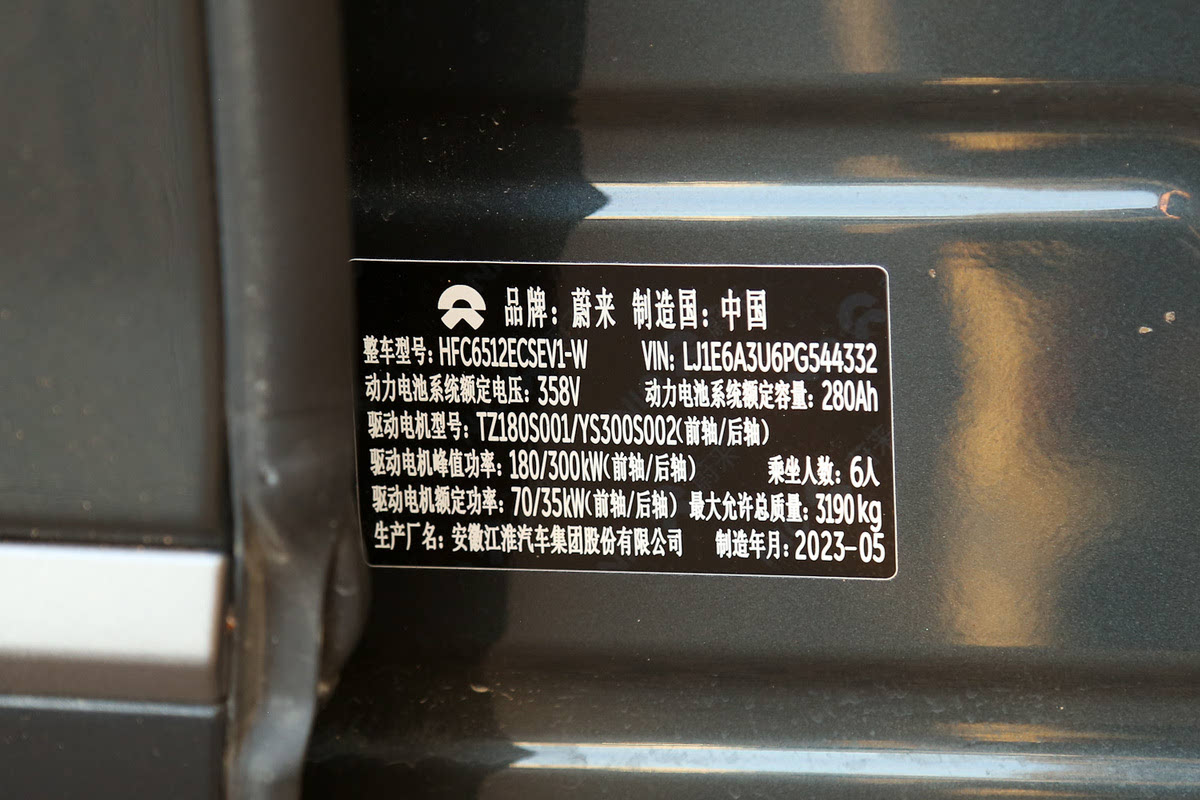 品牌：蔚来 制造国：中国
整车型号：HFC6512ECSEV1-W VIN: LJ1E6A3U6PG544332
动力电池系统额定电压：358V 动力电池系统额定容量：280Ah
驱动电机型号：TZ180S001/YS300S002(前轴/后轴)
驱动电机峰值功率：180/300kW(前轴/后轴) 乘坐人数：6人
驱动电机额定功率：70/35kW(前轴/后轴) 最大允许总质量：3190kg
生产厂名：安徽江淮汽车集团股份有限公司 制造年月：2023-05